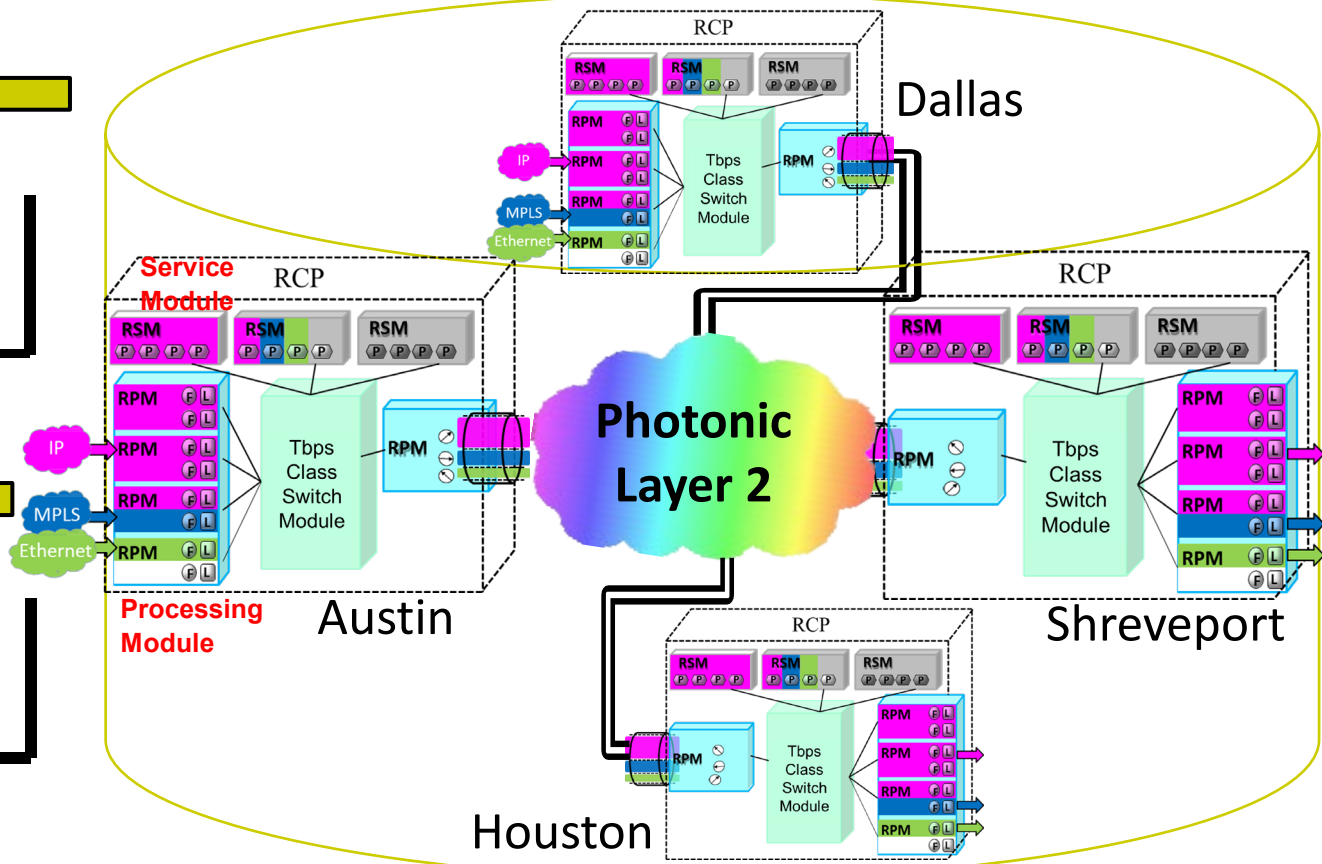 RCP
RSM
RSM
RSM
P P P P
P P P P
P P P P
Dallas
RPM F L
F L
IP
RPM F L
F L
MPLS
RPM F L
F L
Ethernet
RPM F L
F L
Tbps
Class
Switch
Module
RPM
Service
Module
RCP
RSM
RSM
RSM
P P P P
P P P P
P P P P
RPM F L
F L
IP
RPM F L
F L
MPLS
RPM F L
F L
Ethernet
RPM F L
F L
Tbps
Class
Switch
Module
RPM
Processing
Module
Austin
Photonic
Layer 2
RCP
RSM
RSM
RSM
P P P P
P P P P
P P P P
RPM
Tbps
Class
Switch
Module
RPM F L
F L
RPM F L
F L
RPM F L
F L
RPM F L
F L
Shreveport
RCP
RSM
RSM
RSM
P P P P
P P P P
P P P P
RPM
Tbps
Class
Switch
Module
RPM F L
F L
RPM F L
F L
RPM F L
F L
RPM F L
F L
Houston